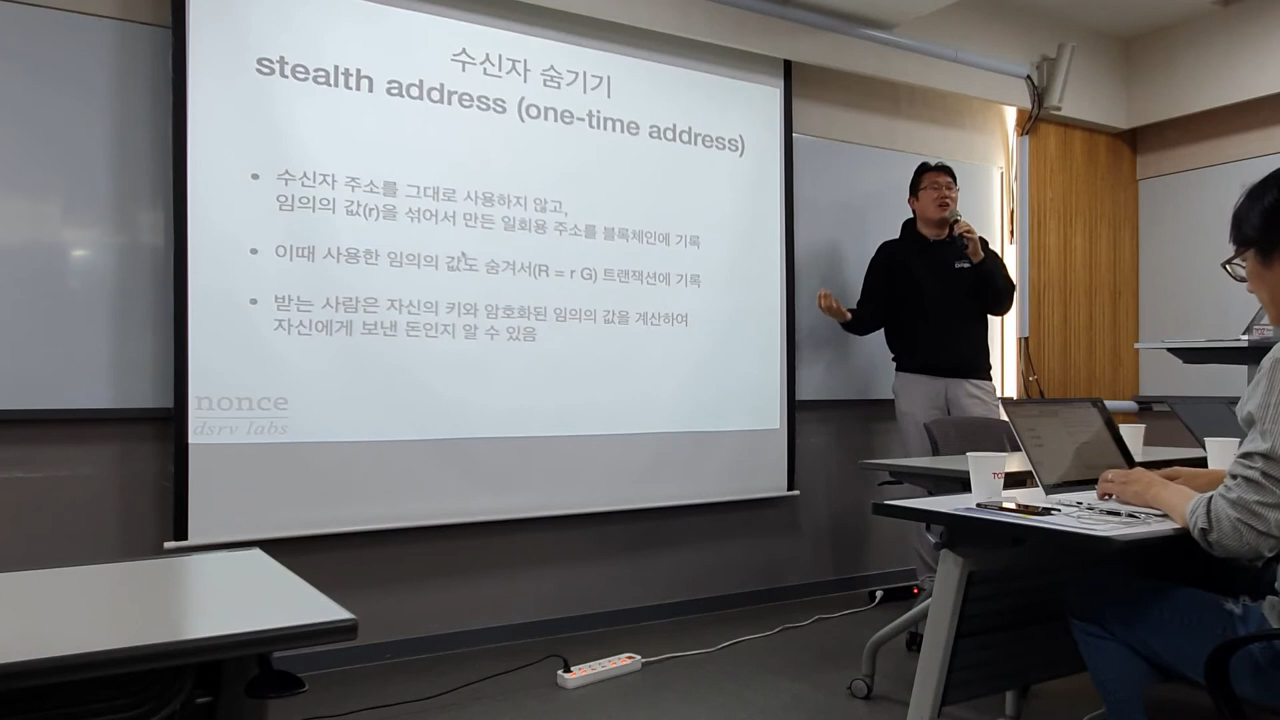 수신자 숨기기
stealth address (one-time address)
• 수신자 주소를 그대로 사용하지 않고,
임의의 값(r)을 섞어서 만든 일회용 주소를 블록체인에 기록
• 이때 사용한 임의의 값도 숨겨서(R = r G) 트랜잭션에 기록
• 받는 사람은 자신의 키와 암호화된 임의의 값을 계산하여
자신에게 보낸 돈인지 알 수 있음
nonce
dsrv labs